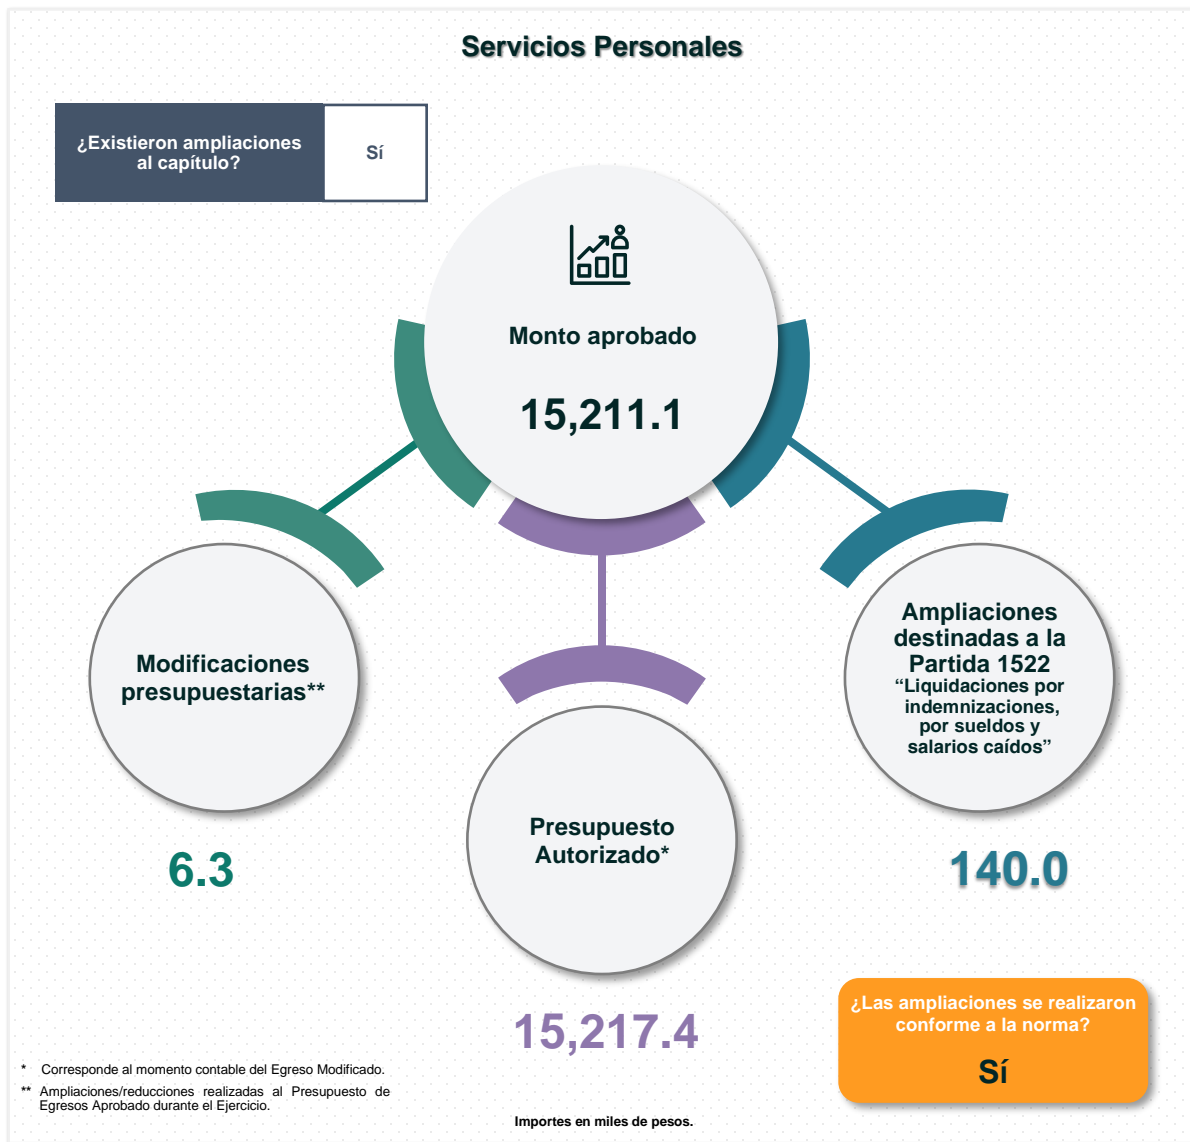 Servicios Personales
¿Existieron ampliaciones
al capítulo?
Sí
Monto aprobado
15,211.1
Modificaciones
presupuestarias**
6.3
Presupuesto
Autorizado*
15,217.4
Ampliaciones
destinadas a la
Partida 1522
“Liquidaciones por
indemnizaciones,
por sueldos y
salarios caídos”
140.0
¿Las ampliaciones se realizaron
conforme a la norma?
Sí
* Corresponde al momento contable del Egreso Modificado.
** Ampliaciones/reducciones realizadas al Presupuesto de
Egresos Aprobado durante el Ejercicio.
Importes en miles de pesos.